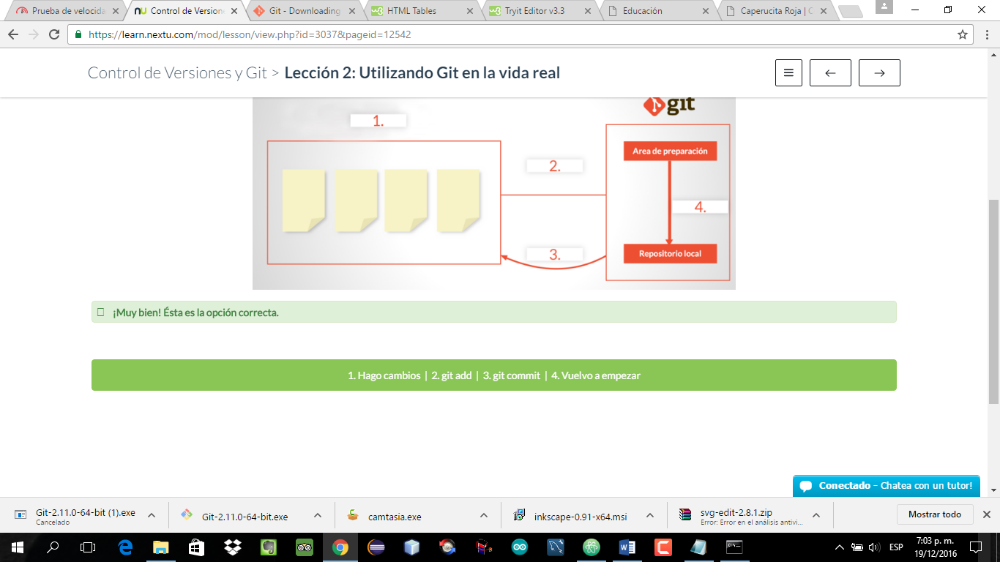 Prueba de velocida
Control de Version
Git - Downloading
HTML Tables
Tryit Editor v3.3
Educación
Caperucita Roja | C
https://learn.nextu.com/mod/lesson/view.php?id=3037&pageid=12542
Control de Versiones y Git > Lección 2: Utilizando Git en la vida real
git
1.
Area de preparación
2.
4.
3.
Repositorio local
¡Muy bien! Ésta es la opción correcta.
1. Hago cambios | 2. git add | 3. git commit | 4. Vuelvo a empezar
Conectado - Chatea con un tutor!
Git-2.11.0-64-bit (1).exe
Cancelado
Git-2.11.0-64-bit.exe
camtasia.exe
inkscape-0.91-x64.msi
svg-edit-2.8.1.zip
Error: Error en el análisis antivi...
Mostrar todo
ESP
7:03 p. m.
19/12/2016